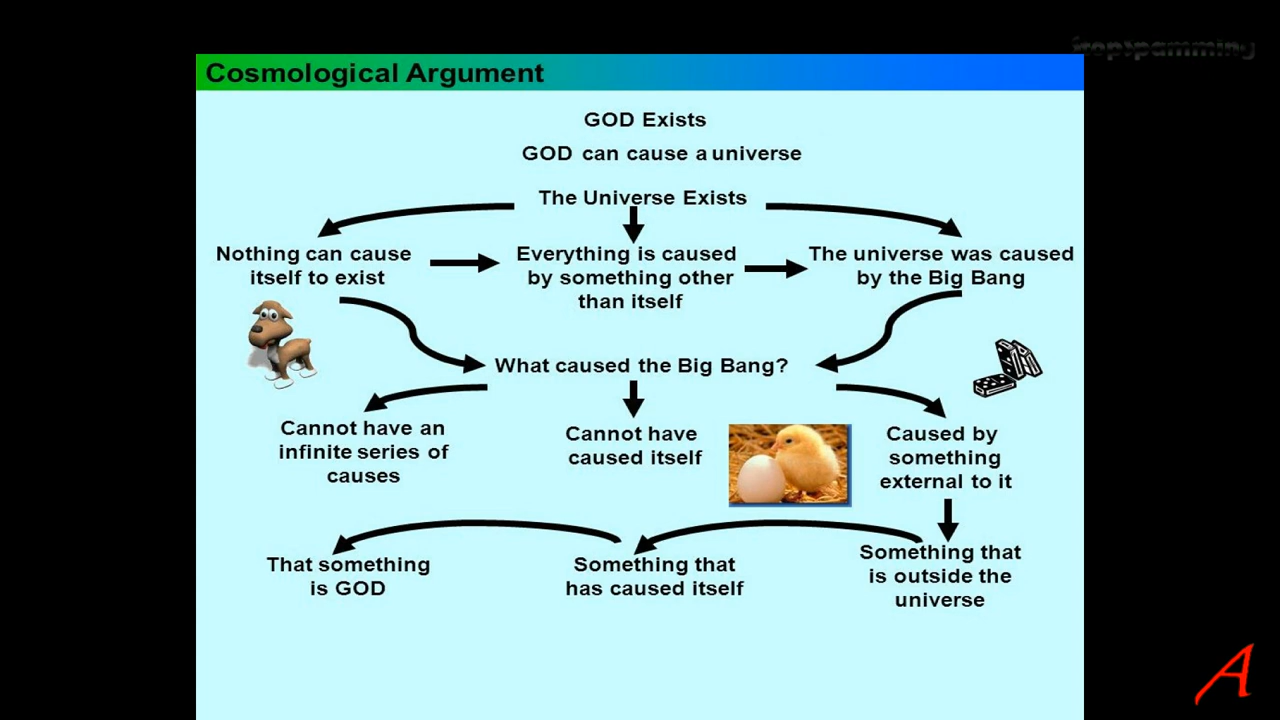 Cosmological Argument
GOD Exists
GOD can cause a universe
The Universe Exists
Nothing can cause
itself to exist
Everything is caused
by something other
than itself
The universe was caused
by the Big Bang
What caused the Big Bang?
Cannot have an
infinite series of
causes
Cannot have
caused itself
Caused by
something
external to it
That something
is GOD
Something that
has caused itself
Something that
is outside the
universe
A